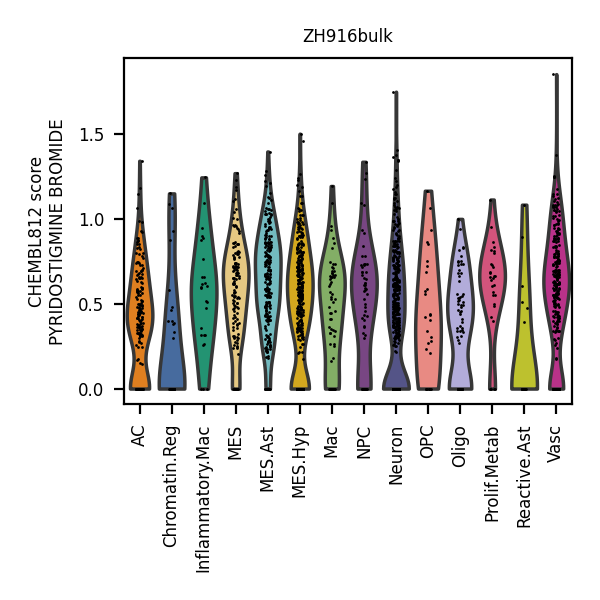 ZH916bulk
CHEMBL812 score
PYRIDOSTIGMINE BROMIDE
1.5
1.0
0.5
0.0
AC
Chromatin.Reg
Inflammatory.Mac
MES
MES.Ast
MES.Hyp
Mac
NPC
Neuron
OPC
Oligo
Prolif.Metab
Reactive.Ast
Vasc